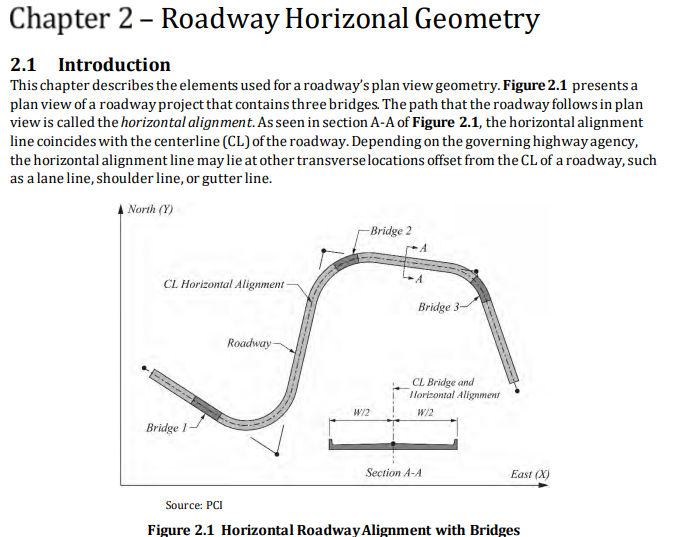 Chapter 2 – Roadway Horizonal Geometry
2.1 Introduction
This chapter describes the elements used for a roadway's plan view geometry. Figure 2.1 presents a
plan view of a roadway project that contains three bridges. The path that the roadway follows in plan
view is called the horizontal alignment. As seen in section A-A of Figure 2.1, the horizontal alignment
line coincides with the centerline (CL) of the roadway. Depending on the governing highway agency,
the horizontal alignment line may lie at other transverse locations offset from the CL of a roadway, such
as a lane line, shoulder line, or gutter line.
North (Y)
Bridge 2
A
A
CL Horizontal Alignment
Bridge 3
Roadway
CL Bridge and
Horizontal Alignment
W/2
W/2
Bridge 1
Section A-A
East (X)
Source: PCI
Figure 2.1 Horizontal Roadway Alignment with Bridges